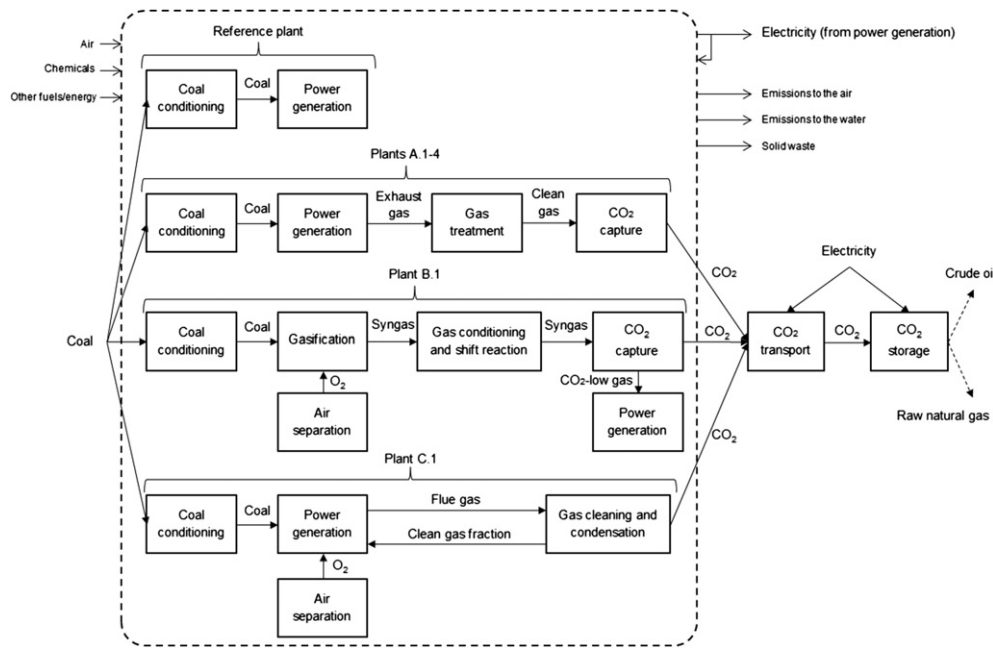 Reference plant
Air
Chemicals
Other fuels/energy
Electricity (from power generation)
Emissions to the air
Emissions to the water
Solid waste
Coal
conditioning
Coal
Power
generation
Plants A.1-4
Coal
conditioning
Coal
Power
generation
Exhaust
gas
Gas
treatment
Clean
gas
CO2
capture
CO2
Electricity
Crude oi
Plant B.1
Coal
Coal
conditioning
Coal
Gasification
Syngas
Gas conditioning
and shift reaction
Syngas
CO2
capture
CO2
CO2
transport
CO2
CO2
storage
O2
Air
separation
CO2-low gas
Power
generation
Raw natural gas
CO2
Plant C.1
Coal
conditioning
Coal
Power
generation
Flue gas
Clean gas fraction
Gas cleaning and
condensation
O2
Air
separation